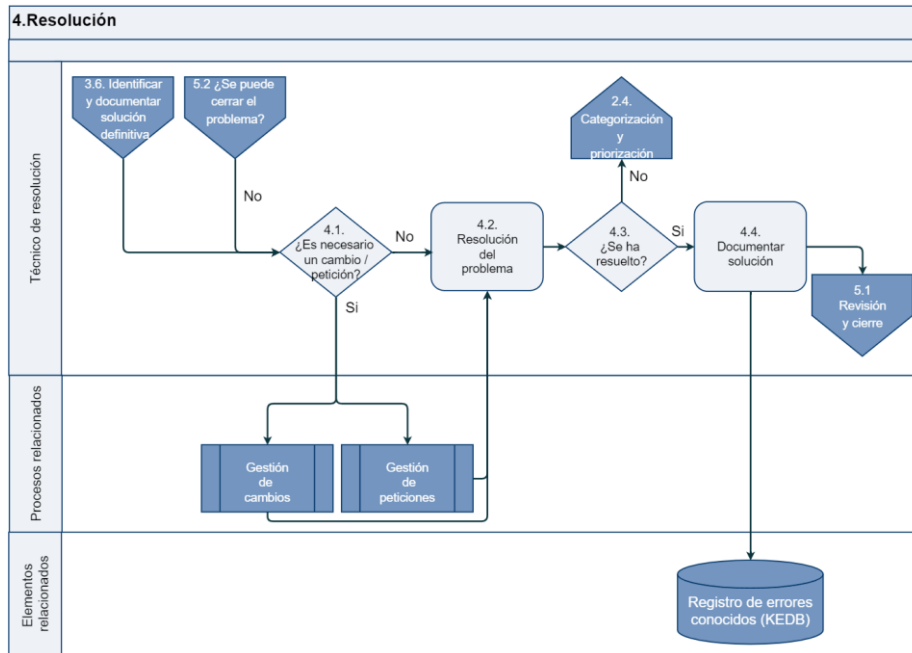 4.Resolución
Técnico de resolución
3.6. Identificar
y documentar
solución
definitiva
5.2 ¿Se puede
cerrar el
problema?
No
4.1.
¿Es necesario
un cambio /
petición?
No
Si
4.2.
Resolución
del
problema
2.4.
Categorización
y
priorización
No
4.3.
¿Se ha
resuelto?
Si
4.4.
Documentar
solución
5.1
Revisión
y cierre
Procesos relacionados
Gestión
de
cambios
Gestión
de
peticiones
Elementos
relacionados
Registro de errores
conocidos (KEDB)